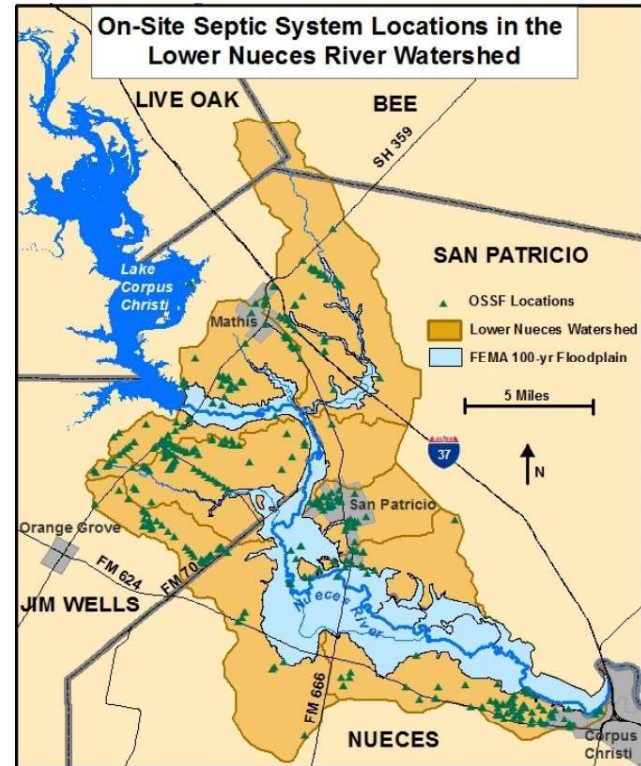 On-Site Septic System Locations in the
Lower Nueces River Watershed
LIVE OAK
BEE
SH 359
SAN PATRICIO
Lake
Corpus
Christi
Mathis
OSSF Locations
Lower Nueces Watershed
FEMA 100-yr Floodplain
5 Miles
37
N
San Patricio
Orange Grove
FM 624
FM 70
JIM WELLS
Nueces River
FM 666
NUECES
Corpus
Christi